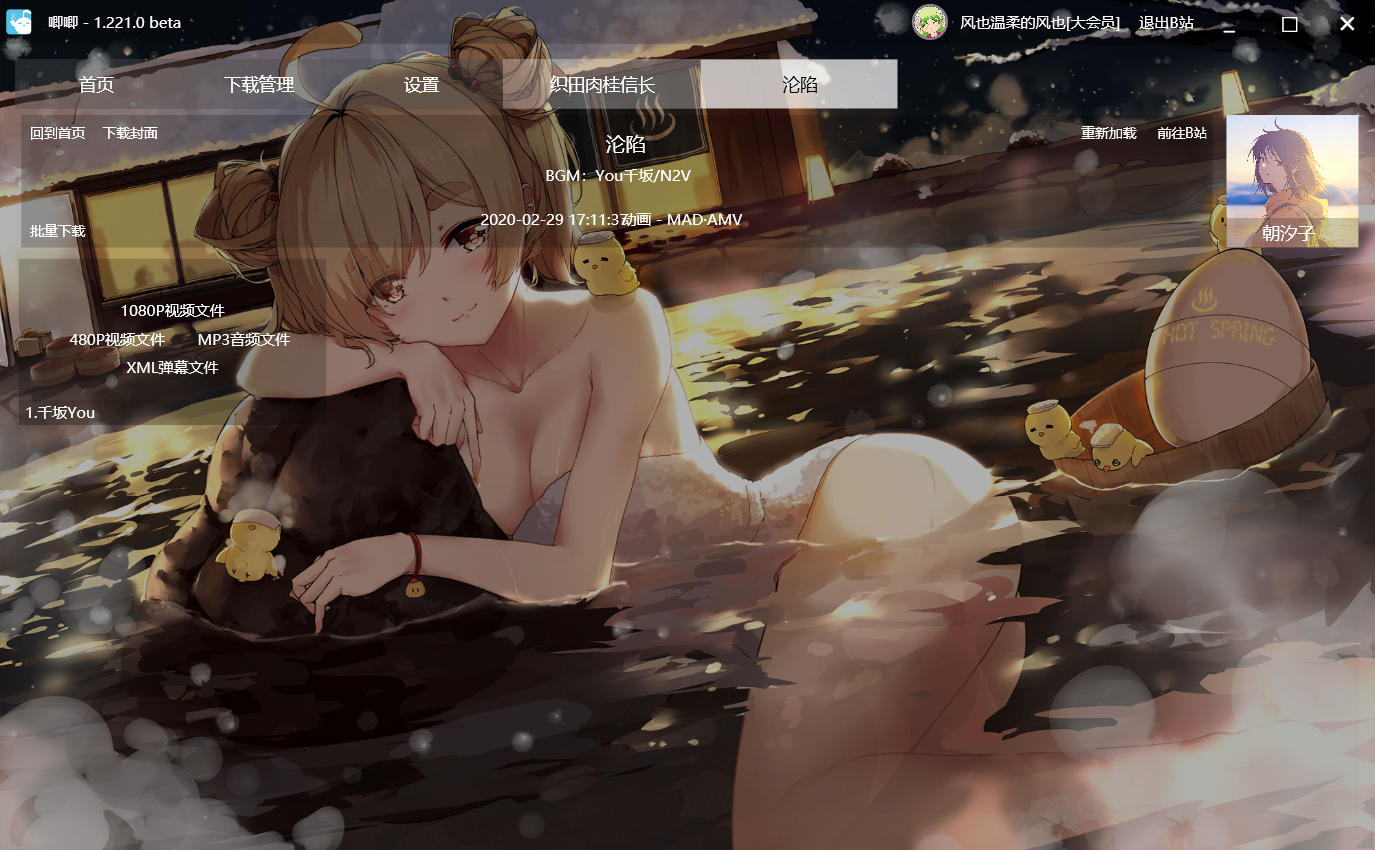 唧唧 - 1.221.0 beta
风也温柔的风也[大会员] 退出B站
首页 下载管理 设置 织田肉桂信长 沦陷
回到首页 下载封面
重新加载 前往B站
沦陷
BGM：You千坂/N2V
2020-02-29 17:11:37动画 - MAD·AMV
批量下载
朝汐子
1080P视频文件
480P视频文件 MP3音频文件
XML弹幕文件
1.千坂You
HOT SPRING